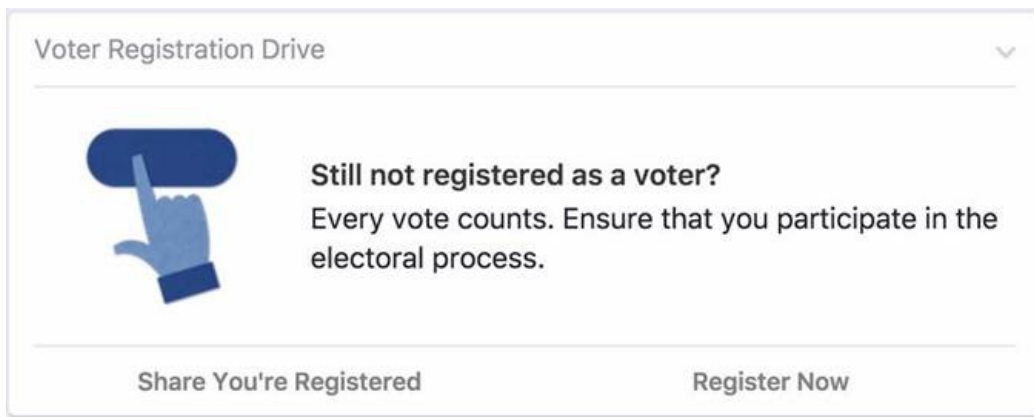 Voter Registration Drive
Still not registered as a voter?
Every vote counts. Ensure that you participate in the
electoral process.
Share You're Registered
Register Now